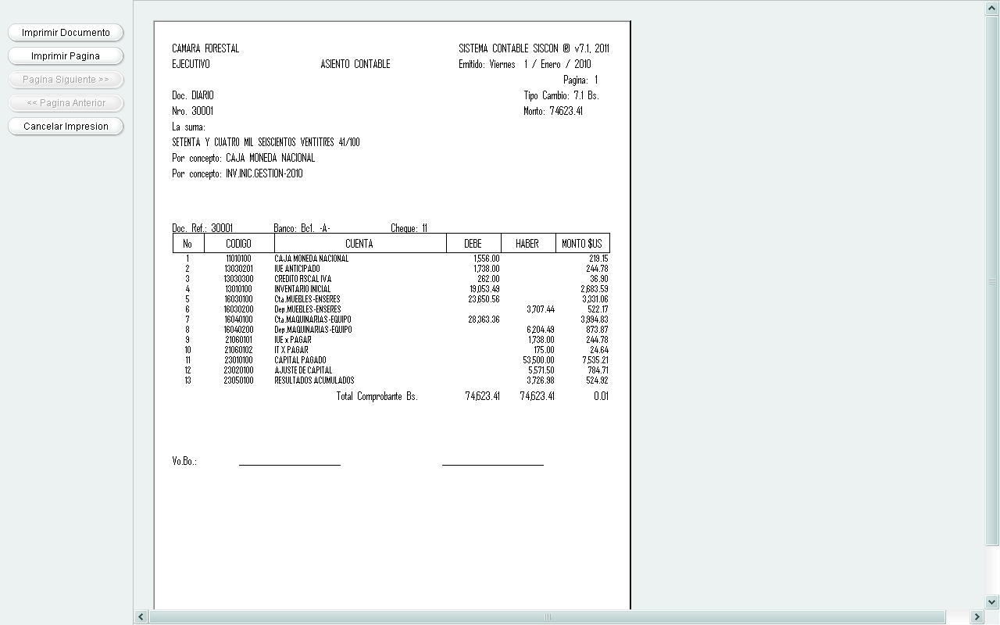 Imprimir Documento
Imprimir Pagina
Pagina Siguiente >>
<< Pagina Anterior
Cancelar Impresion
CAMARA FORESTAL SISTEMA CONTABLE SISCON ® v7.1, 2011
EJECUTIVO ASIENTO CONTABLE Emitido: Viernes 1 / Enero / 2010
Pagina: 1
Doc. DIARIO Tipo Cambio: 7.1 Bs.
Nro. 30001 Monto: 74623.41
La suma:
SETENTA Y CUATRO MIL SEISCIENTOS VENTITRES 41/100
Por concepto: CAJA MONEDA NACIONAL
Por concepto: INV.INIC.GESTION-2010
Doc. Ref.: 30001 Banco: Bc1. -A- Cheque: 11
No CODIGO CUENTA DEBE HABER MONTO $US
1 11010100 CAJA MONEDA NACIONAL 1,556.00 219.15
2 13030201 IUE ANTICIPADO 1,738.00 244.78
3 13030300 CREDITO FISCAL IVA 262.00 36.90
4 13010100 INVENTARIO INICIAL 19,053.49 2,683.59
5 16030100 Cta.MUEBLES-ENSERES 23,650.56 3,331.06
6 16030200 Dep.MUEBLES-ENSERES 3,707.44 522.17
7 16040100 Cta.MAQUINARIAS-EQUIPO 28,363.36 3,994.83
8 16040200 Dep.MAQUINARIAS-EQUIPO 6,204.49 873.87
9 21060101 IUE x PAGAR 1,738.00 244.78
10 21060102 IT X PAGAR 175.00 24.64
11 23010100 CAPITAL PAGADO 53,500.00 7,535.21
12 23020100 AJUSTE DE CAPITAL 5,571.50 784.71
13 23050100 RESULTADOS ACUMULADOS 3,726.98 524.92
Total Comprobante Bs. 74,623.41 74,623.41 0.01
Vo.Bo.: